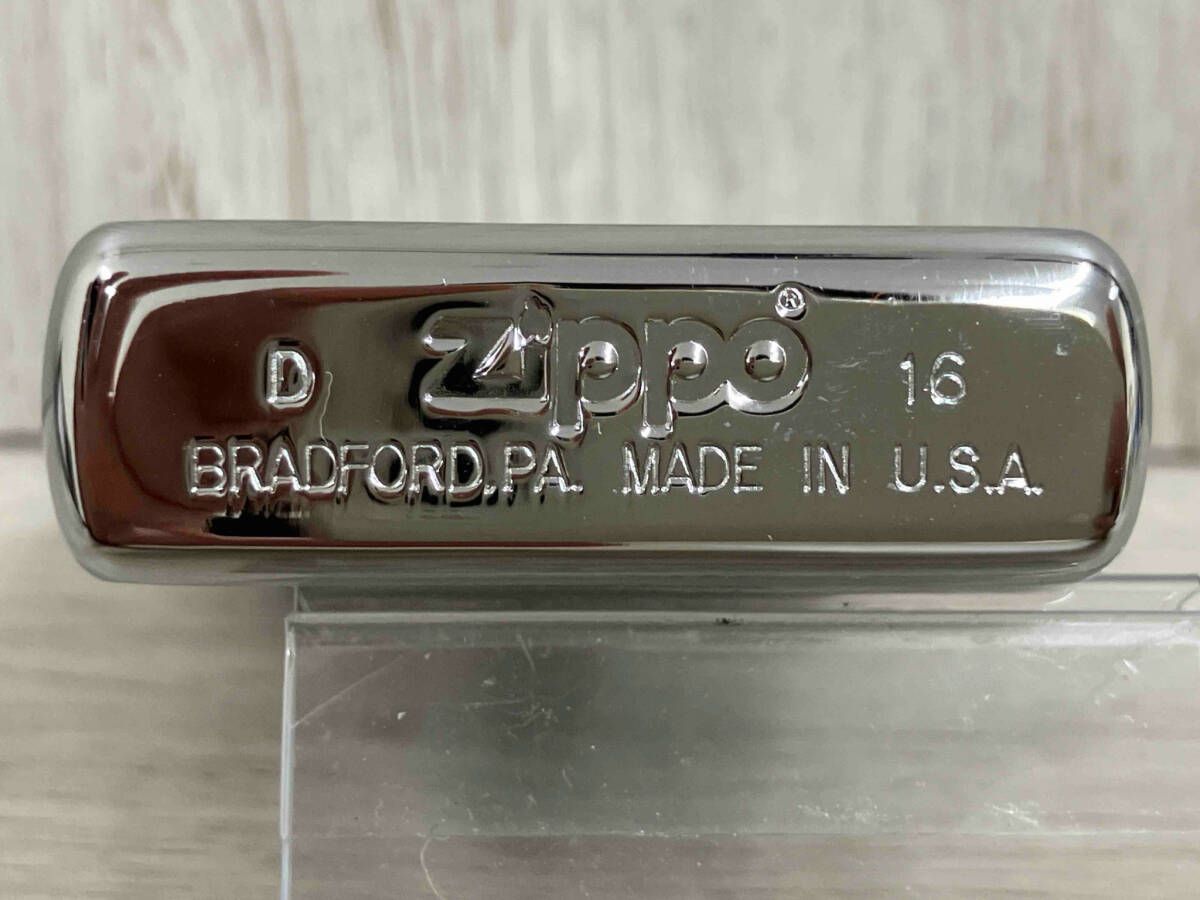 D zippo® 16
BRADFORD,PA. MADE IN U.S.A.